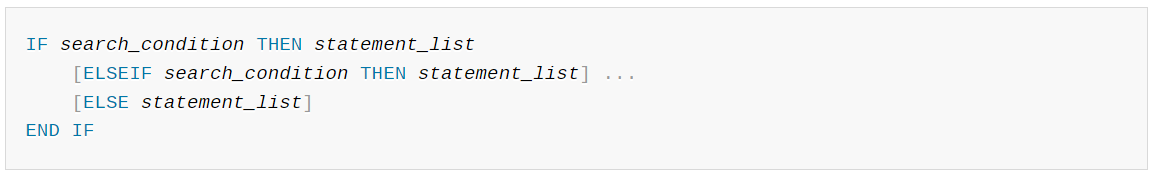 IF search_condition THEN statement_list
[ELSEIF search_condition THEN statement_list] ...
[ELSE statement_list]
END IF